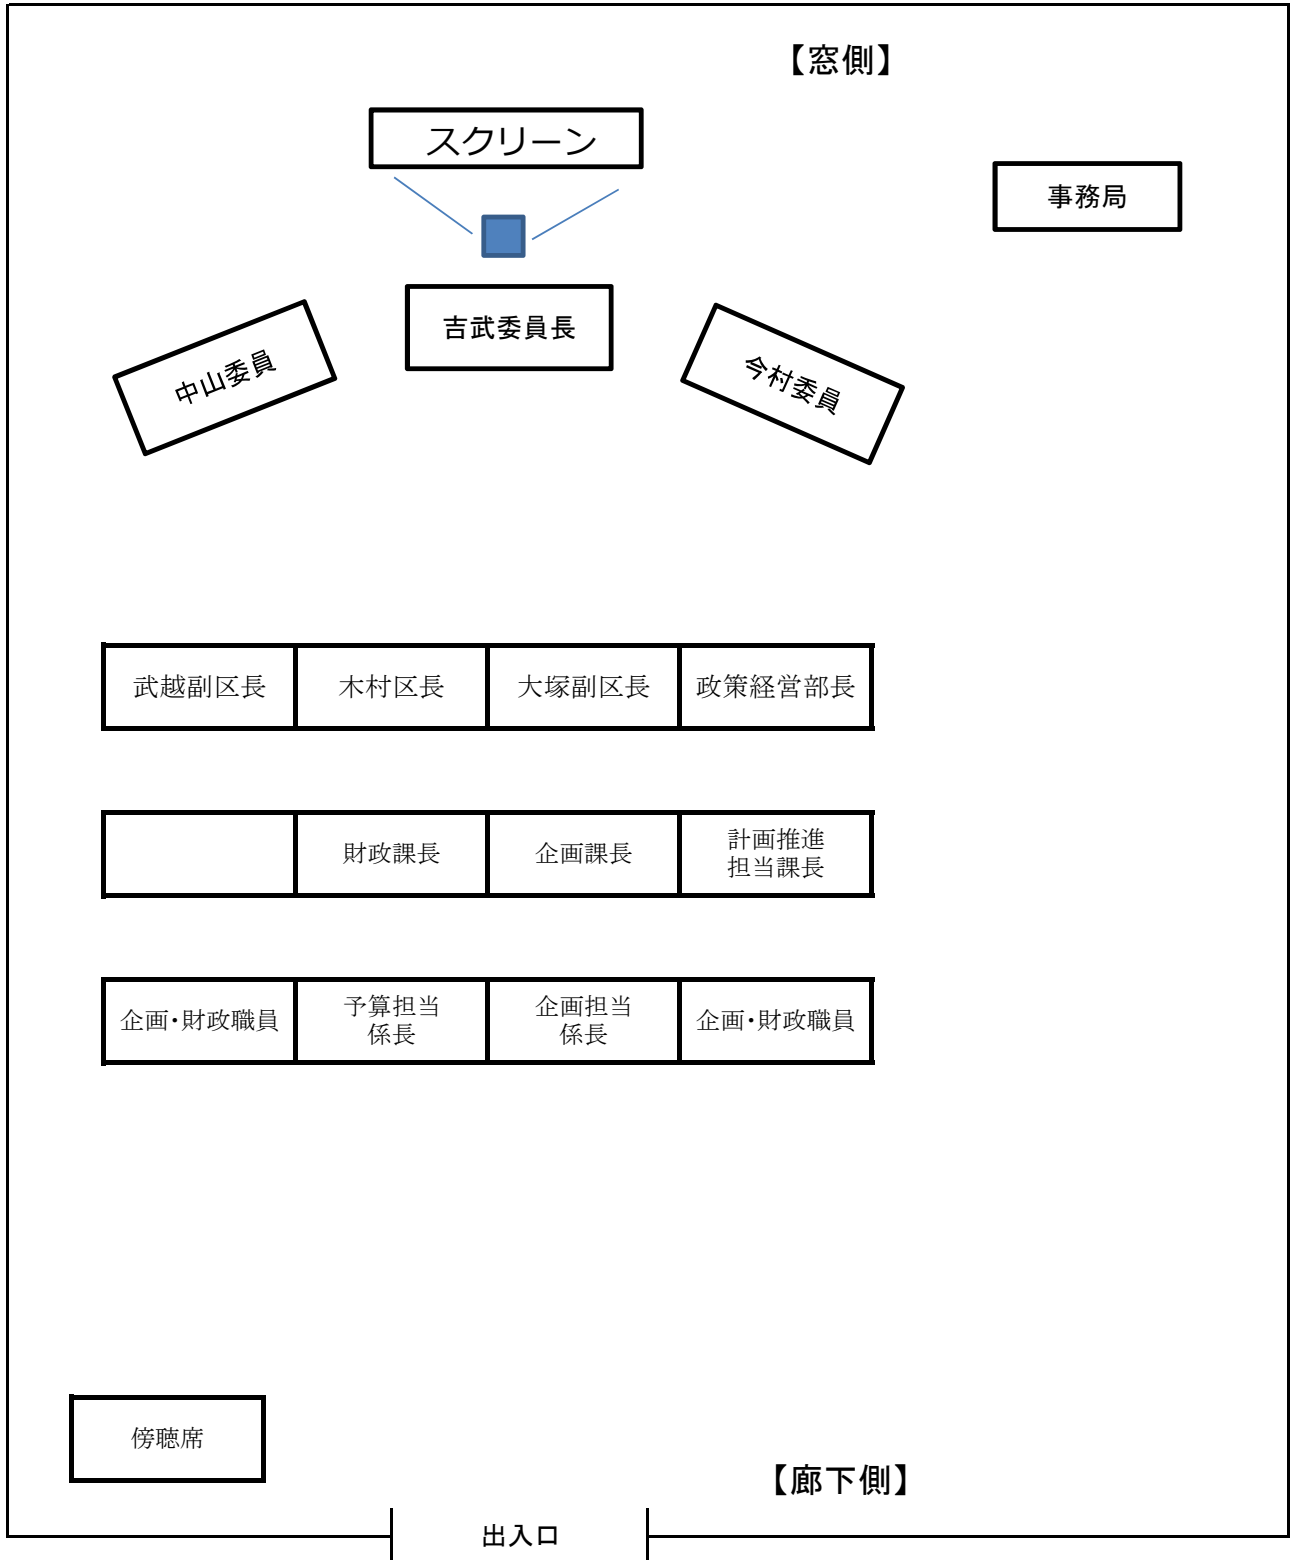 【窓側】
スクリーン
事務局
吉武委員長
中山委員
今村委員
武越副区長
木村区長
大塚副区長
政策経営部長
財政課長
企画課長
計画推進
担当課長
企画・財政職員
予算担当
係長
企画担当
係長
企画・財政職員
傍聴席
【廊下側】
出入口